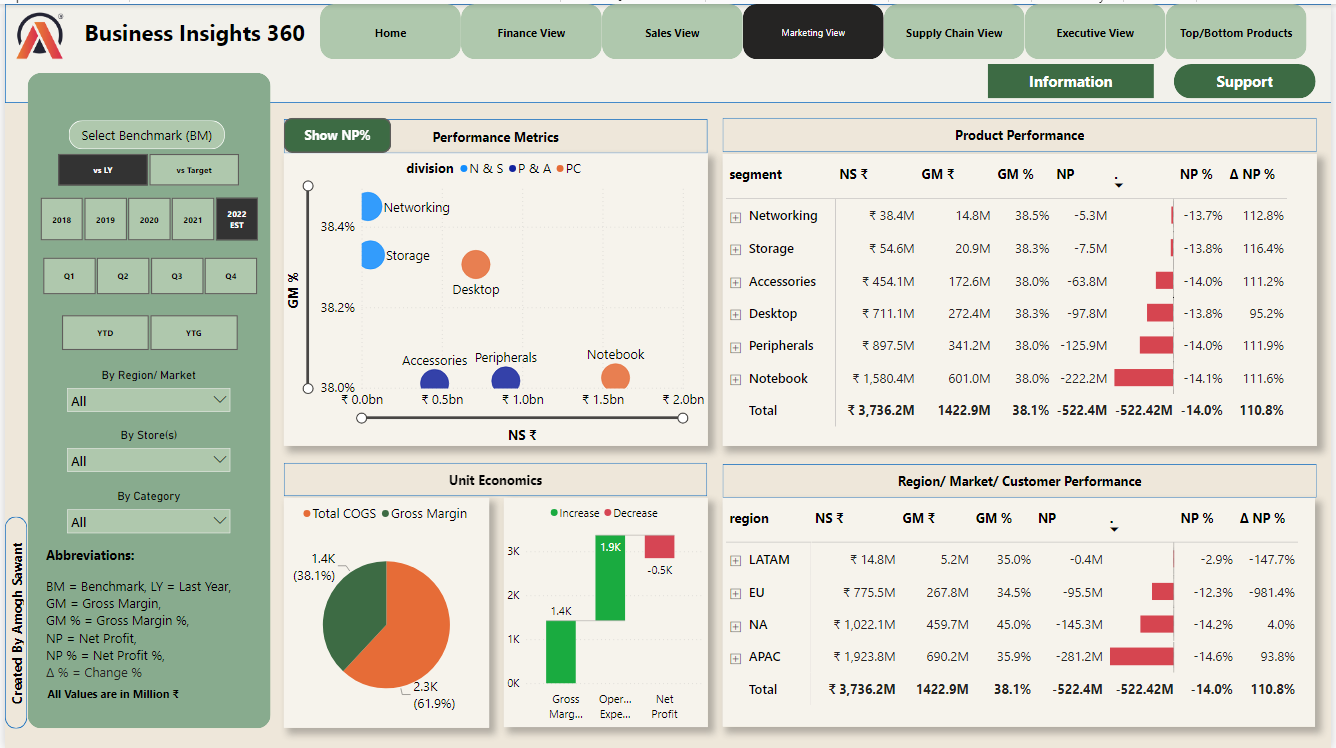 Business Insights 360
Home
Finance View
Sales View
Marketing View
Supply Chain View
Executive View
Top/Bottom Products
Information
Support
Select Benchmark (BM)
vs LY
vs Target
2018
2019
2020
2021
2022
EST
Q1
Q2
Q3
Q4
YTD
YTG
By Region/ Market
All
By Store(s)
All
By Category
All
Abbreviations:
BM = Benchmark, LY = Last Year,
GM = Gross Margin,
GM % = Gross Margin %,
NP = Net Profit,
NP % = Net Profit %,
Δ % = Change %
All Values are in Million ₹
Created By Amogh Sawant
Show NP%
Performance Metrics
division N & S P & A PC
GM %
38.4%
38.2%
38.0%
Networking
Storage
Desktop
Accessories
Peripherals
Notebook
₹ 0.0bn ₹ 0.5bn ₹ 1.0bn ₹ 1.5bn ₹ 2.0bn
NS ₹
Product Performance
segment NS ₹ GM ₹ GM % NP . NP % Δ NP %
Networking ₹ 38.4M 14.8M 38.5% -5.3M -13.7% 112.8%
Storage ₹ 54.6M 20.9M 38.3% -7.5M -13.8% 116.4%
Accessories ₹ 454.1M 172.6M 38.0% -63.8M -14.0% 111.2%
Desktop ₹ 711.1M 272.4M 38.3% -97.8M -13.8% 95.2%
Peripherals ₹ 897.5M 341.2M 38.0% -125.9M -14.0% 111.9%
Notebook ₹ 1,580.4M 601.0M 38.0% -222.2M -14.1% 111.6%
Total ₹ 3,736.2M 1422.9M 38.1% -522.4M -522.42M -14.0% 110.8%
Unit Economics
Total COGS Gross Margin
1.4K
(38.1%)
2.3K
(61.9%)
Increase Decrease
3K
2K
1K
0K
1.4K
1.9K
-0.5K
Gross
Marg...
Oper...
Expe...
Net
Profit
Region/ Market/ Customer Performance
region NS ₹ GM ₹ GM % NP . NP % Δ NP %
LATAM ₹ 14.8M 5.2M 35.0% -0.4M -2.9% -147.7%
EU ₹ 775.5M 267.8M 34.5% -95.5M -12.3% -981.4%
NA ₹ 1,022.1M 459.7M 45.0% -145.3M -14.2% 4.0%
APAC ₹ 1,923.8M 690.2M 35.9% -281.2M -14.6% 93.8%
Total ₹ 3,736.2M 1422.9M 38.1% -522.4M -522.42M -14.0% 110.8%